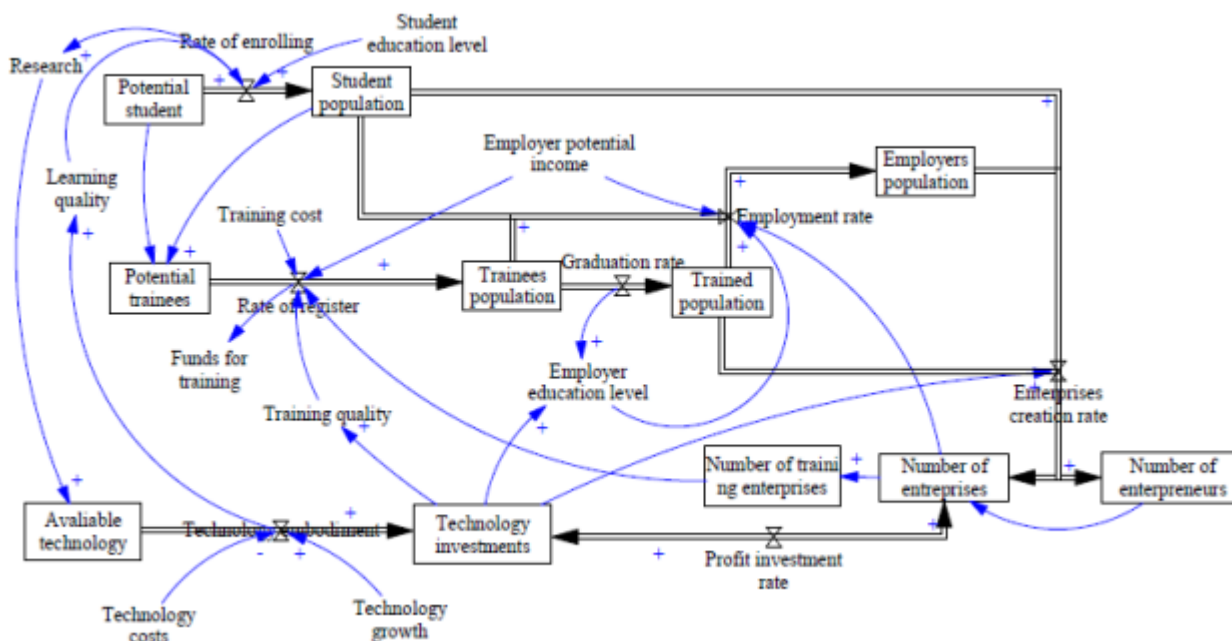 Rate of enrolling
Student
education level
Research
Potential
student
Student
population
Learning
quality
Employer potential
income
Employers
population
Training cost
Employment rate
Potential
trainees
Rate of register
Trainees
population
Graduation rate
Trained
population
Funds for
training
Employer
education level
Enterprises
creation rate
Training quality
Number of traini
ng enterprises
Number of
entreprises
Number of
enterpreneurs
Avaliable
technology
Technology
investments
Profit investment
rate
Technology
costs
Technology
growth